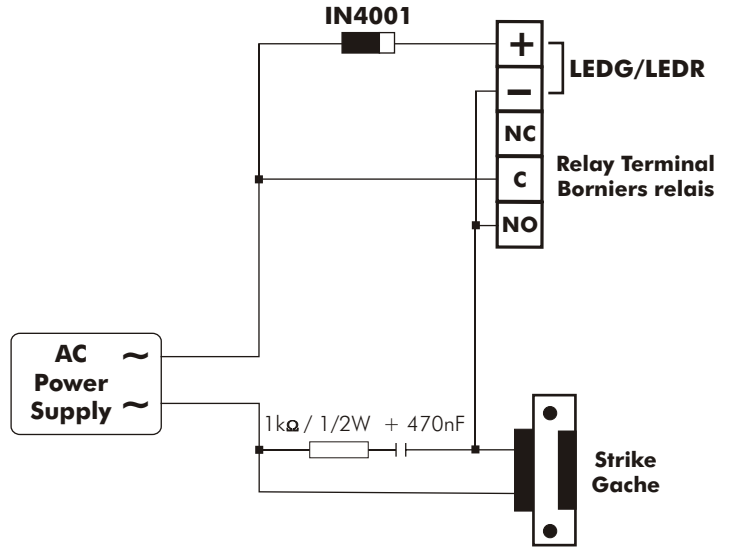 IN4001
+
−
LEDG/LEDR
NC
C
NO
Relay Terminal
Borniers relais
AC ~
Power
Supply ~
1kΩ / 1/2W + 470nF
Strike
Gache